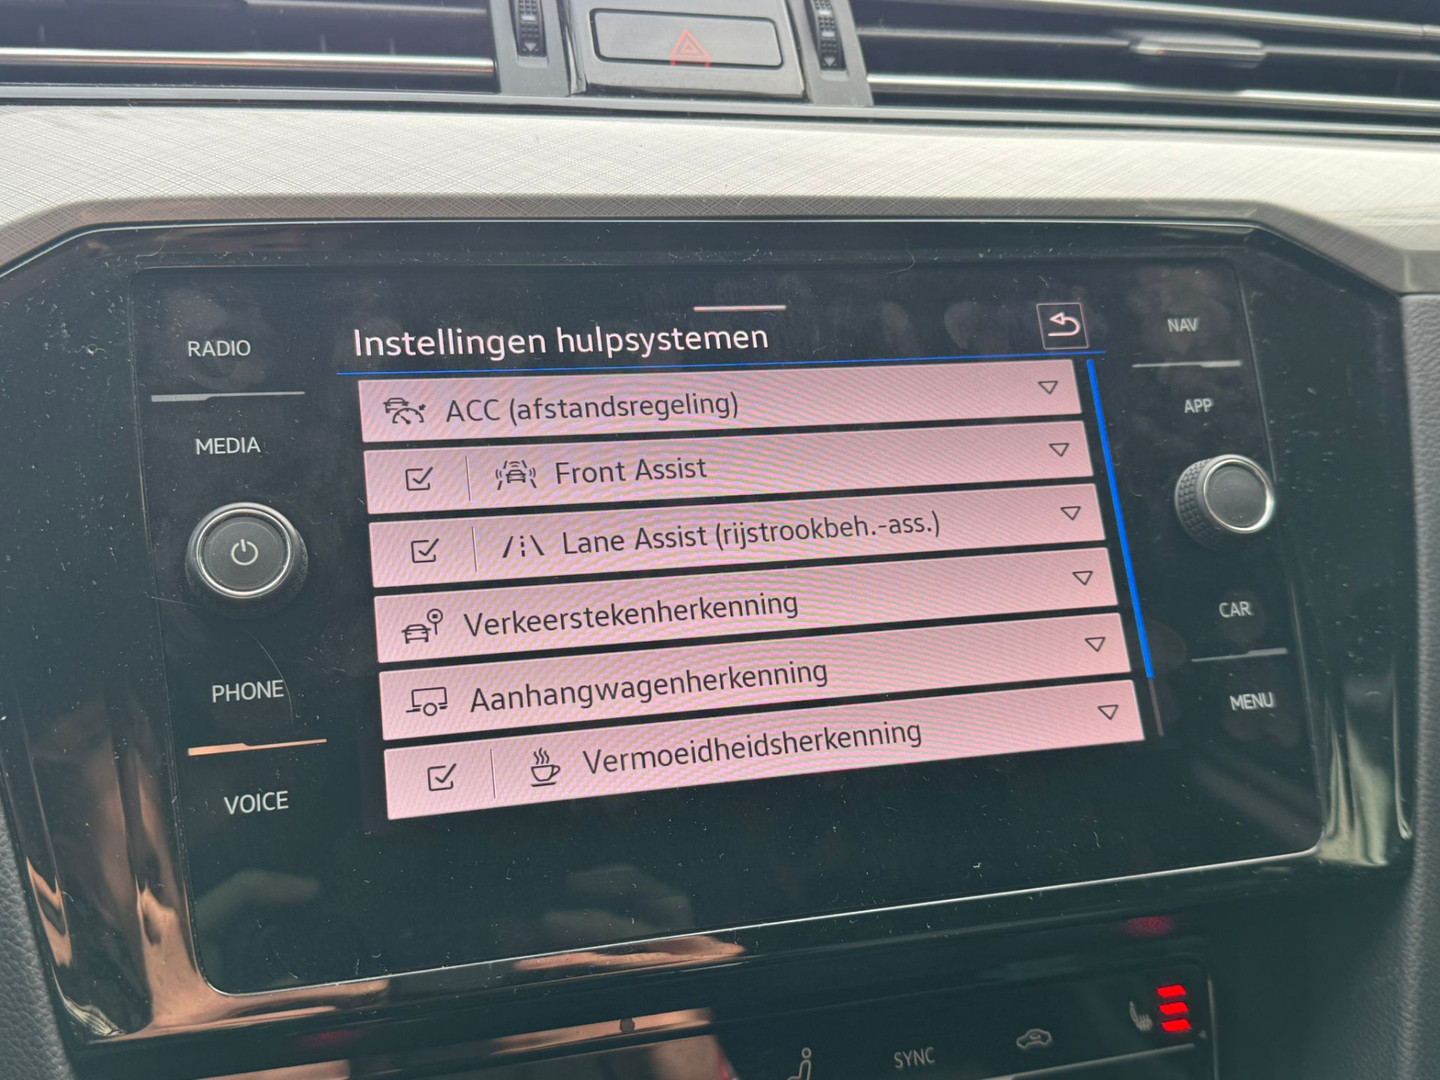 RADIO
MEDIA
PHONE
VOICE
Instellingen hulpsystemen
ACC (afstandsregeling)
Front Assist
Lane Assist (rijstrookbeh.-ass.)
Verkeerstekenherkenning
Aanhangwagenherkenning
Vermoeidheidsherkenning
NAV
APP
CAR
MENU
SYNC